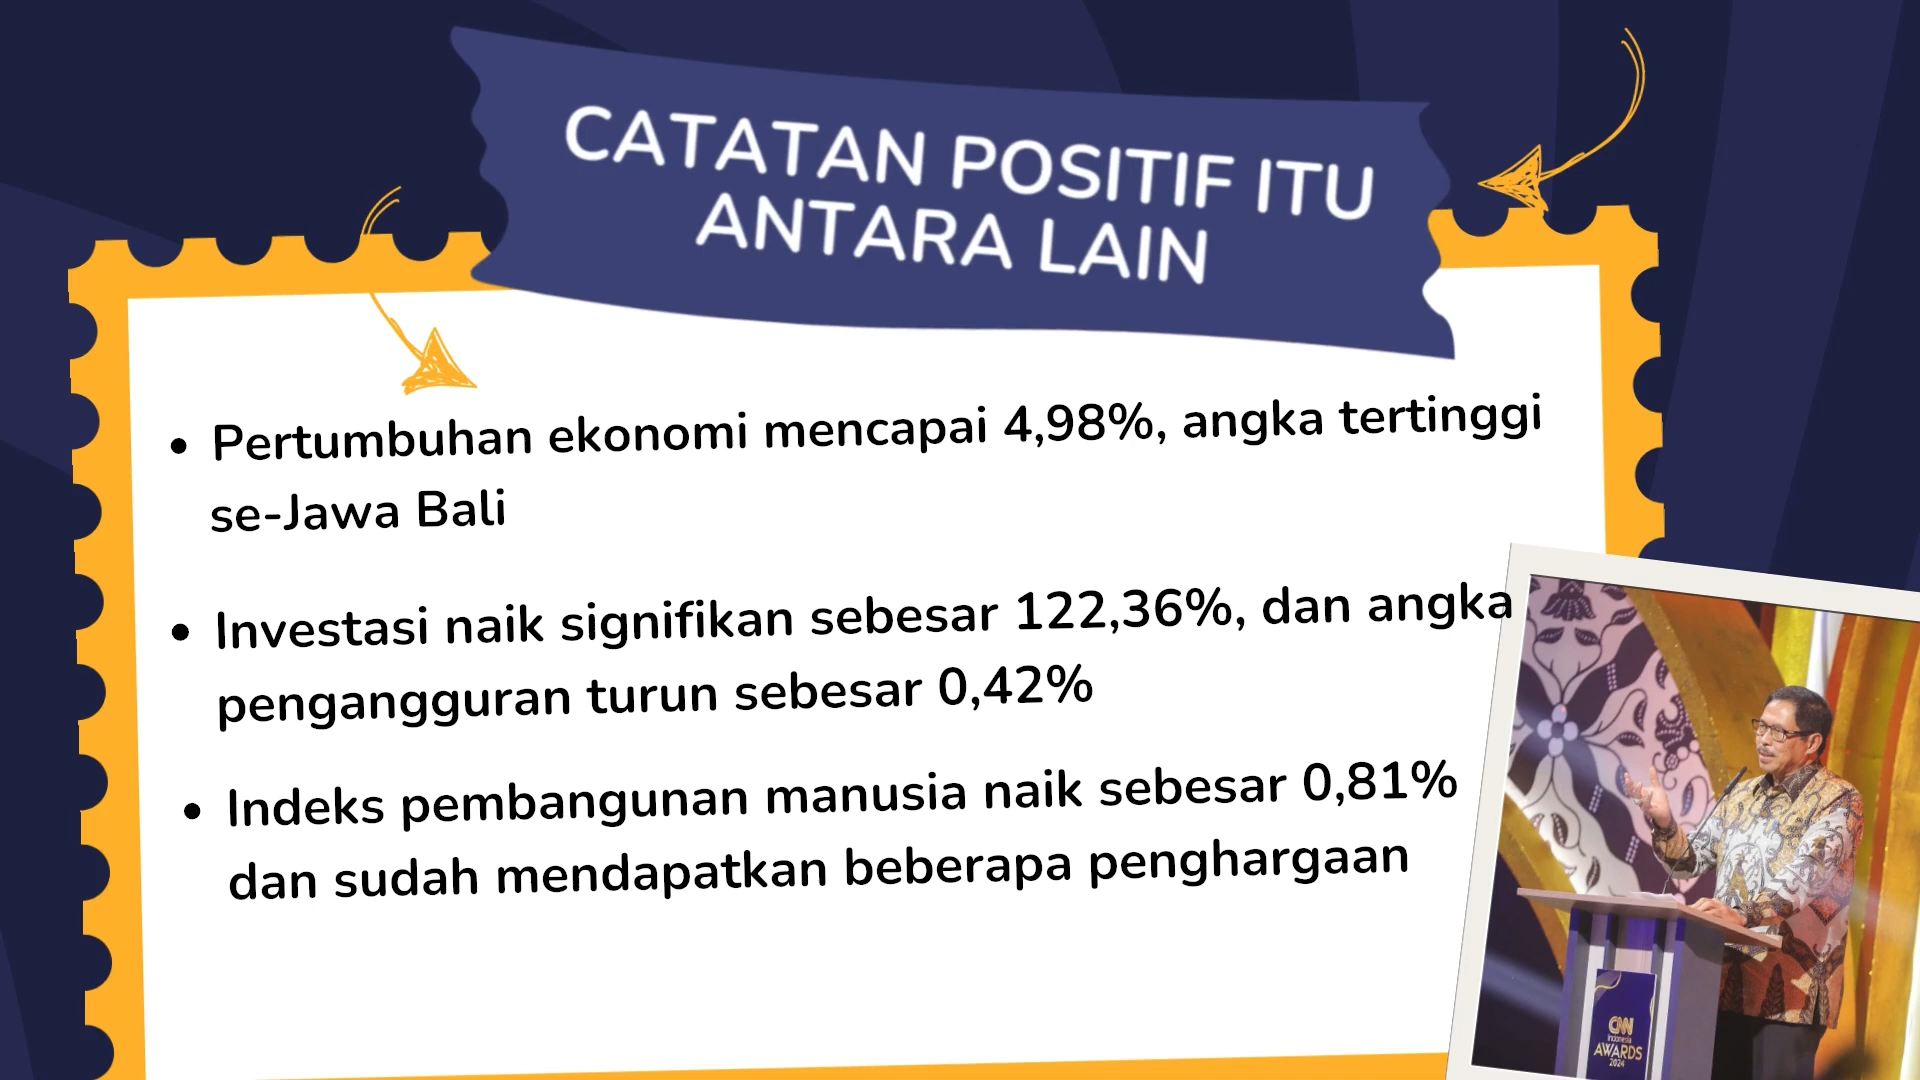 CATATAN POSITIF ITU
ANTARA LAIN
• Pertumbuhan ekonomi mencapai 4,98%, angka tertinggi
se-Jawa Bali
• Investasi naik signifikan sebesar 122,36%, dan angka
pengangguran turun sebesar 0,42%
• Indeks pembangunan manusia naik sebesar 0,81%
dan sudah mendapatkan beberapa penghargaan
CNN
Indonesia
AWARDS
2024